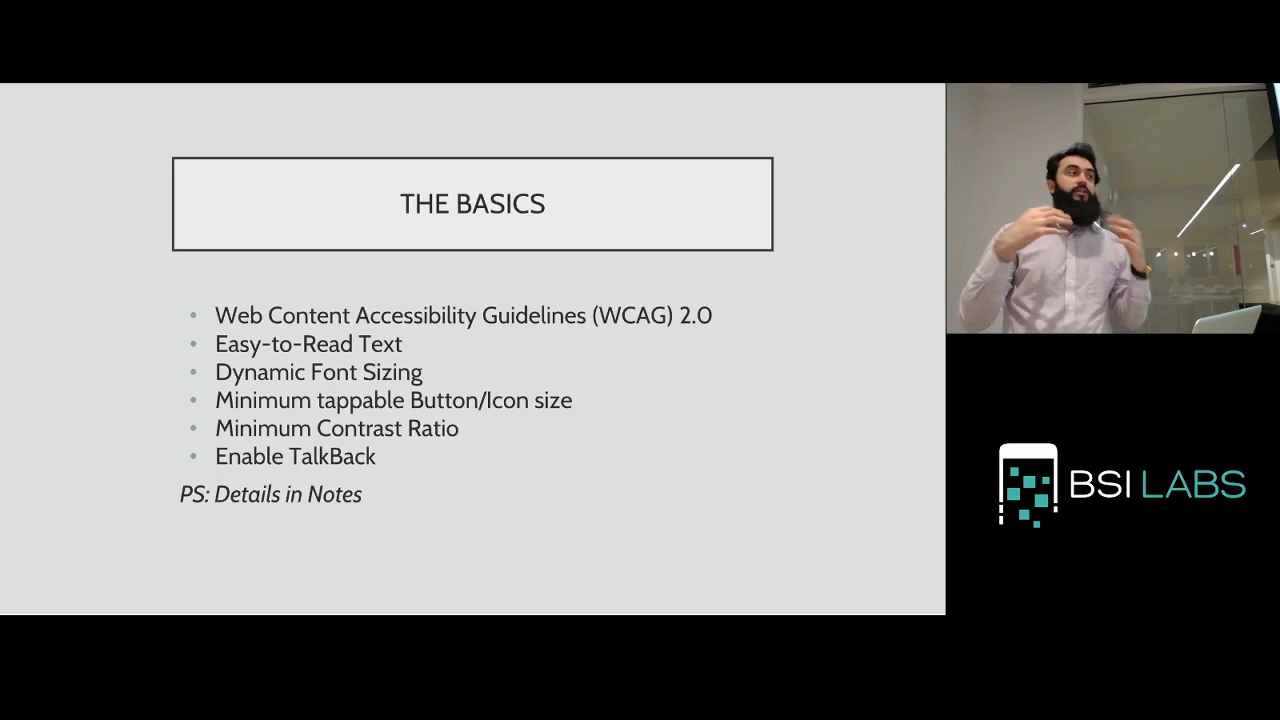 THE BASICS
Web Content Accessibility Guidelines (WCAG) 2.0
Easy-to-Read Text
Dynamic Font Sizing
Minimum tappable Button/Icon size
Minimum Contrast Ratio
Enable TalkBack
PS: Details in Notes
BSI LABS